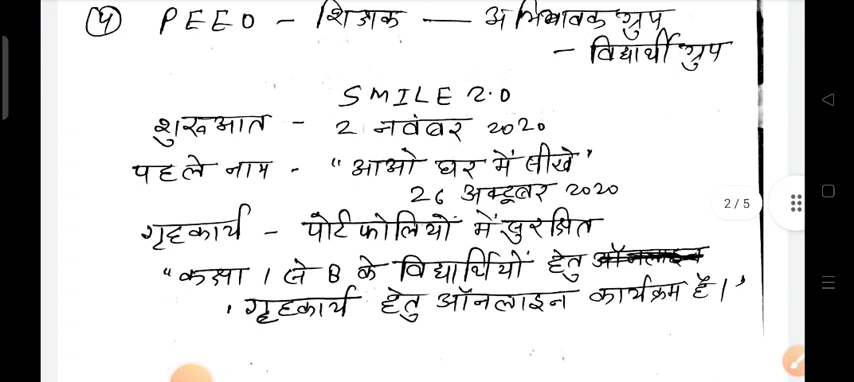 (4) PEEO - शिक्षक — अभिभावक ग्रुप
- विद्यार्थी ग्रुप
SMILE 2.0
शुरूआत - 2 नवंबर 2020
पहले नाम - "आओ घर में सीखे"
26 अक्टूबर 2020
गृहकार्य - पोर्टफोलियों में सुरक्षित
"कक्षा 1 से 8 के विद्यार्थियों हेतु
गृहकार्य हेतु ऑनलाइन कार्यक्रम है।"
2/5